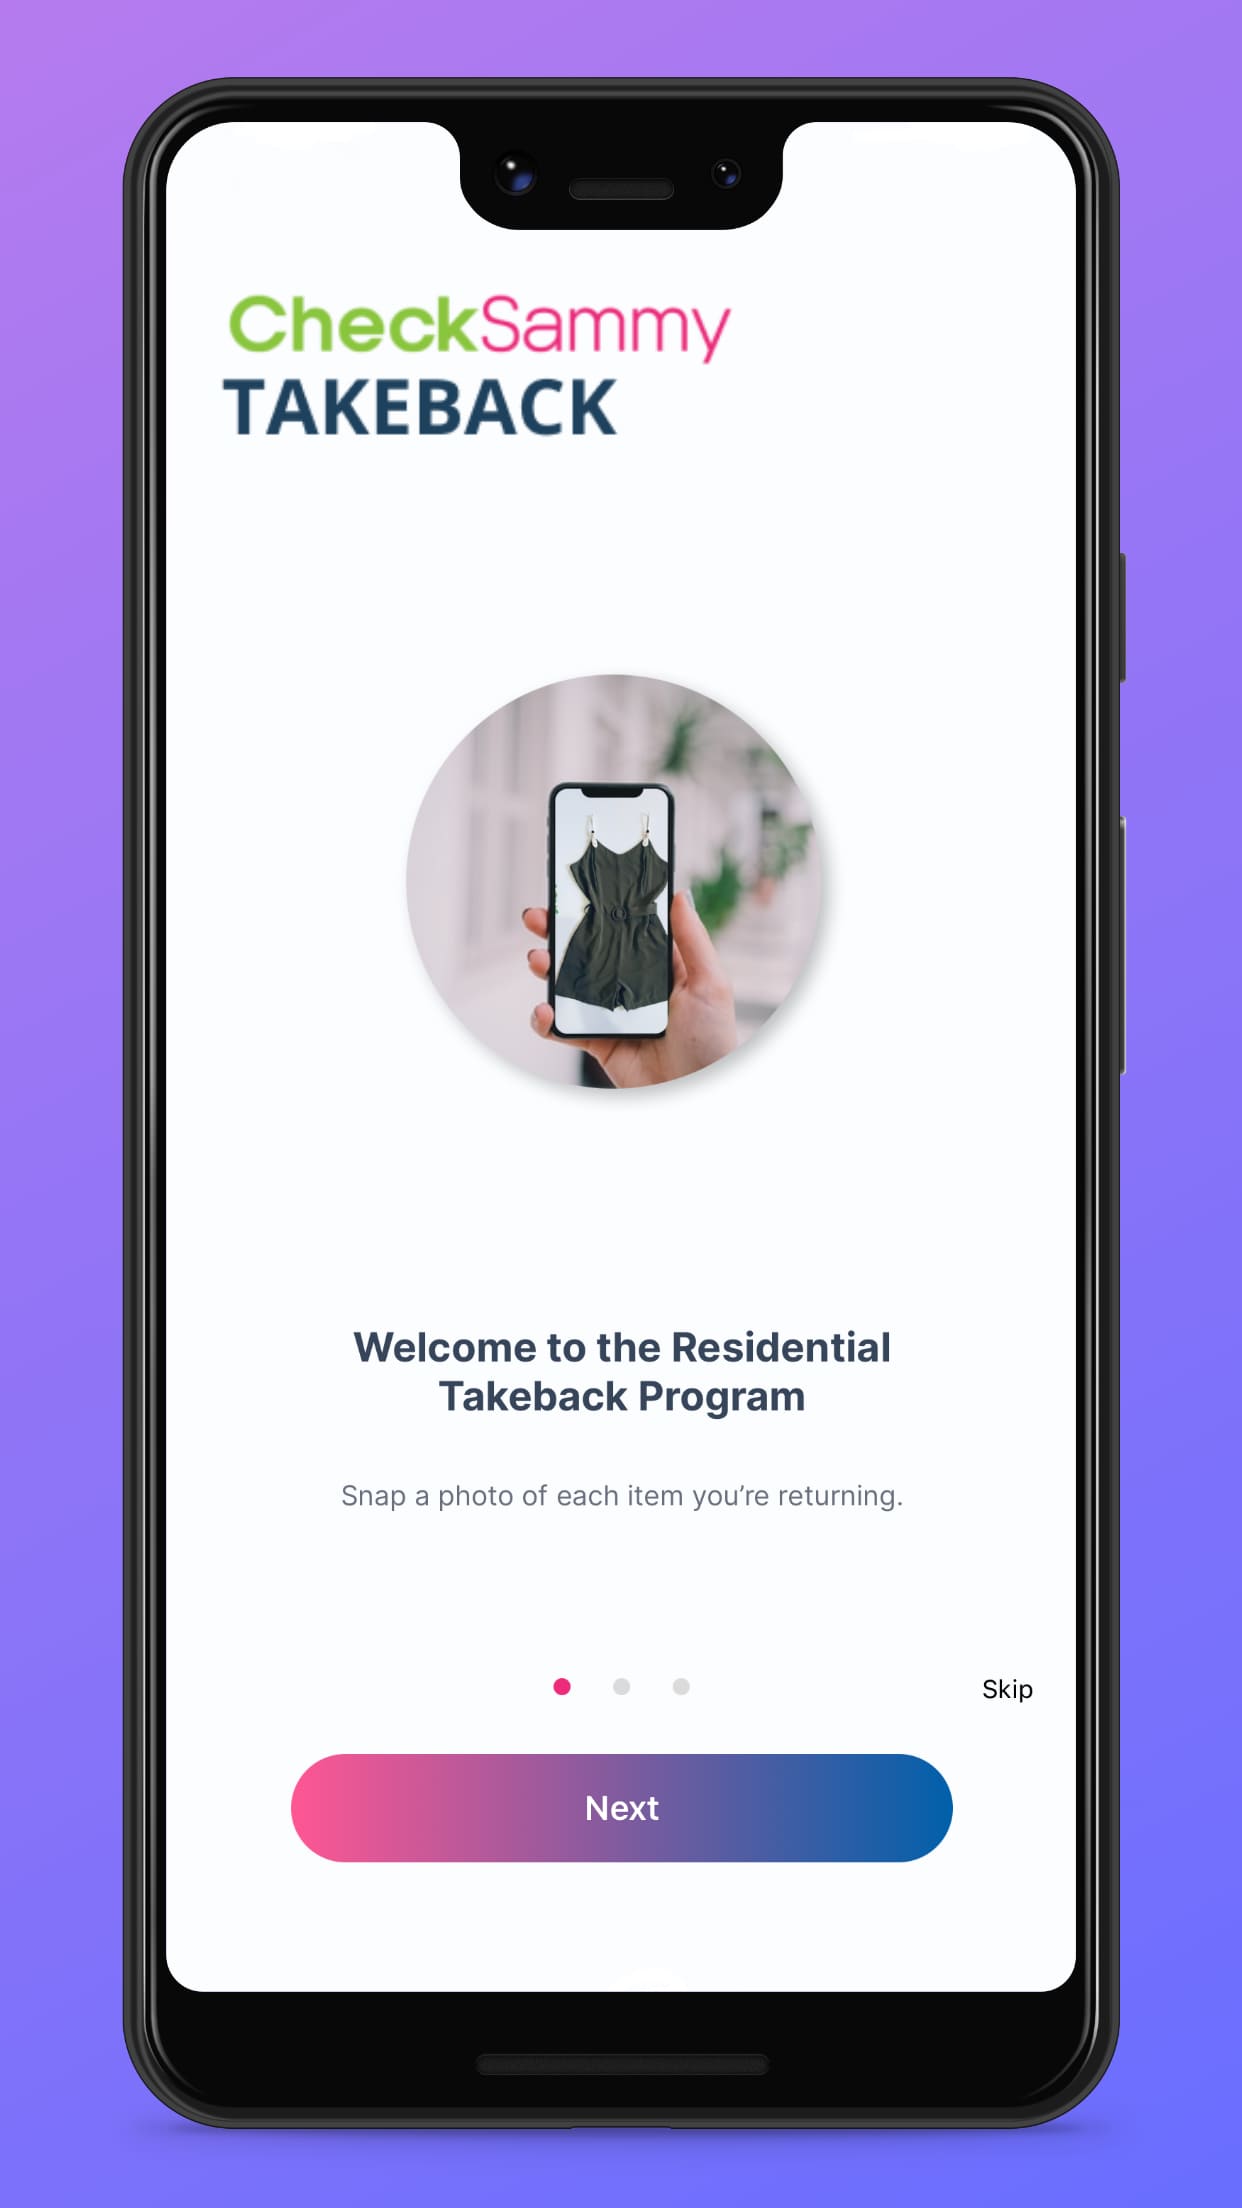 CheckSammy
TAKEBACK
Welcome to the Residential
Takeback Program
Snap a photo of each item you’re returning.
Skip
Next